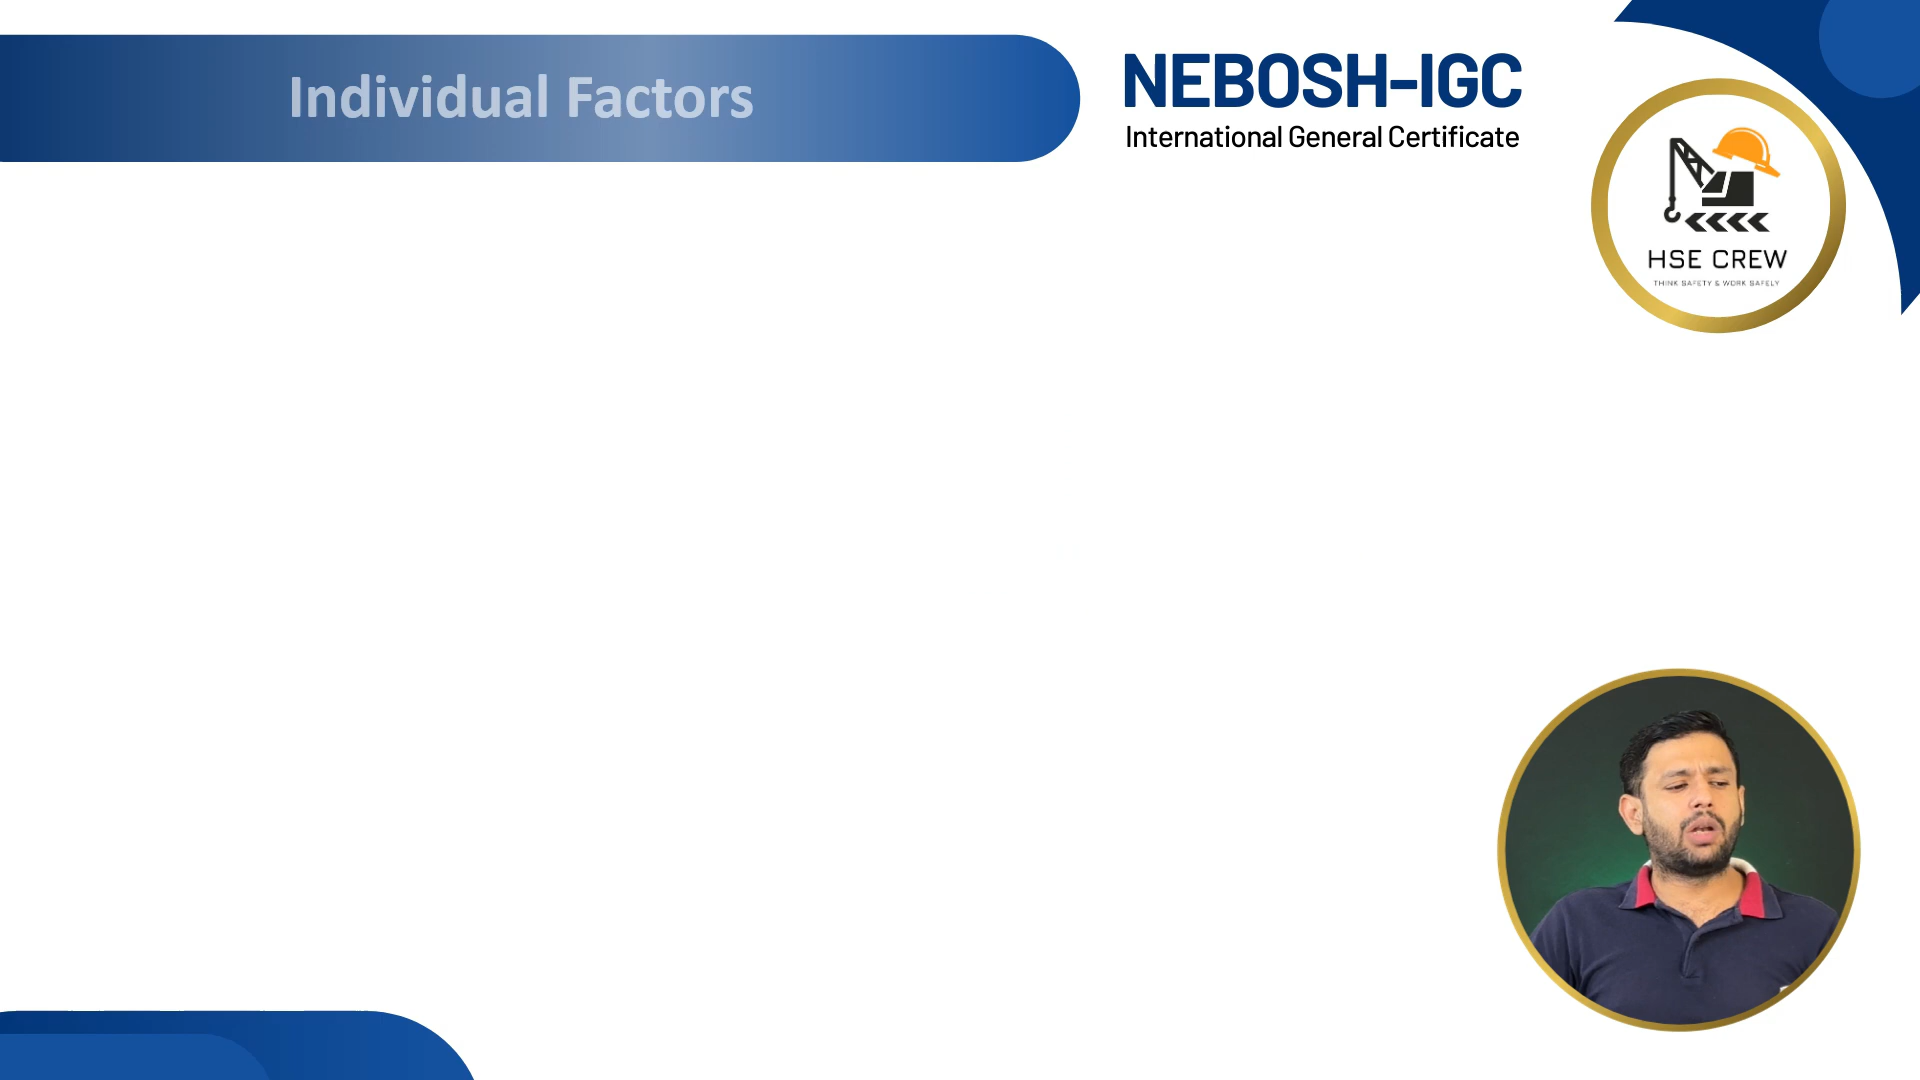 Individual Factors
NEBOSH-IGC
International General Certificate
HSE CREW
THINK SAFETY & WORK SAFELY